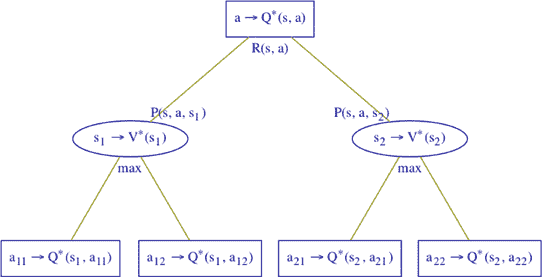 a → Q*(s, a)
R(s, a)
P(s, a, s₁) P(s, a, s₂)
s₁ → V*(s₁) s₂ → V*(s₂)
max max
a₁₁ → Q*(s₁, a₁₁) a₁₂ → Q*(s₁, a₁₂) a₂₁ → Q*(s₂, a₂₁) a₂₂ → Q*(s₂, a₂₂)